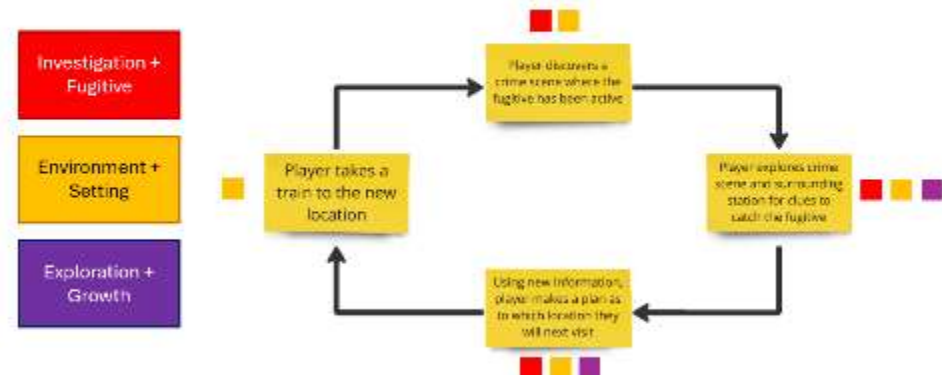 Investigation +
Fugitive
Environment +
Setting
Exploration +
Growth
Player discovers a
crime scene where the
fugitive has been active
Player explores crime
scene and surrounding
station for clues to
catch the fugitive
Using new information,
player makes a plan as
to which location they
will next visit
Player takes a
train to the new
location